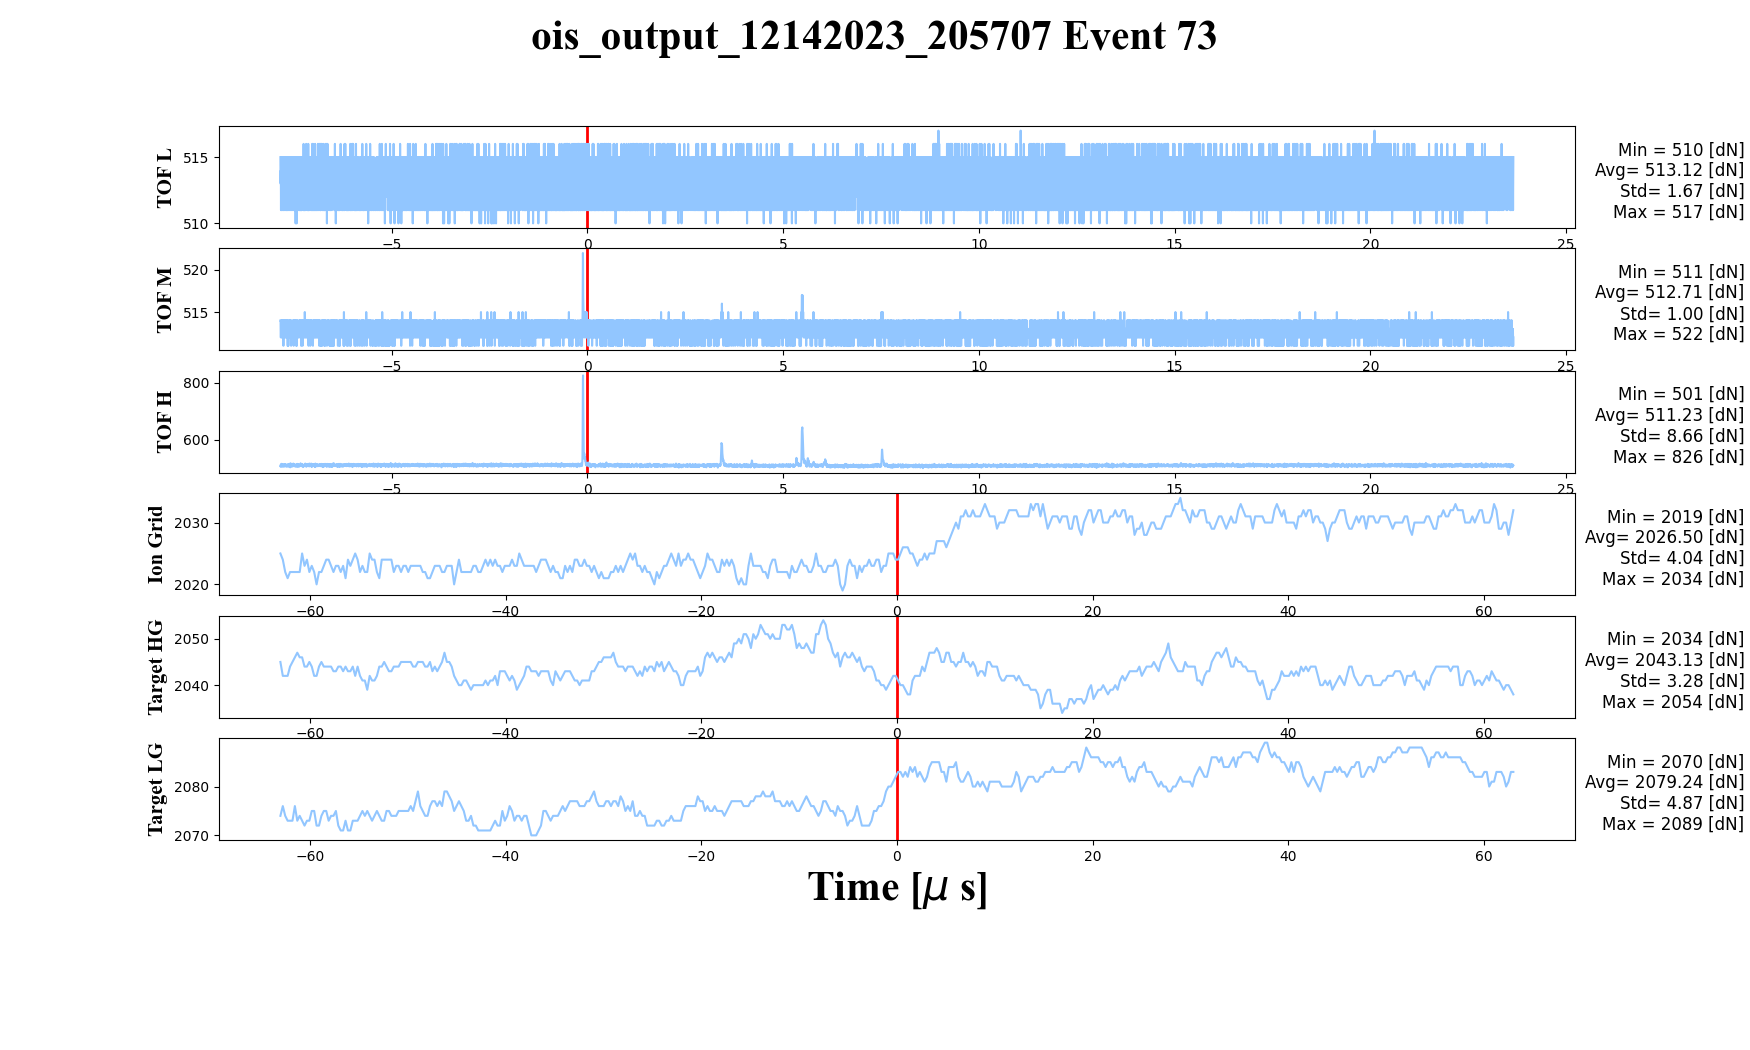 ois_output_12142023_205707 Event 73
TOF L
515
510
−5
0
5
10
15
20
25
Min = 510 [dN]
Avg= 513.12 [dN]
Std= 1.67 [dN]
Max = 517 [dN]
TOF M
520
515
−5
0
5
10
15
20
25
Min = 511 [dN]
Avg= 512.71 [dN]
Std= 1.00 [dN]
Max = 522 [dN]
TOF H
800
600
−5
0
5
10
15
20
25
Min = 501 [dN]
Avg= 511.23 [dN]
Std= 8.66 [dN]
Max = 826 [dN]
Ion Grid
2030
2020
−60
−40
−20
0
20
40
60
Min = 2019 [dN]
Avg= 2026.50 [dN]
Std= 4.04 [dN]
Max = 2034 [dN]
Target HG
2050
2040
−60
−40
−20
0
20
40
60
Min = 2034 [dN]
Avg= 2043.13 [dN]
Std= 3.28 [dN]
Max = 2054 [dN]
Target LG
2080
2070
−60
−40
−20
0
20
40
60
Min = 2070 [dN]
Avg= 2079.24 [dN]
Std= 4.87 [dN]
Max = 2089 [dN]
Time [μ s]